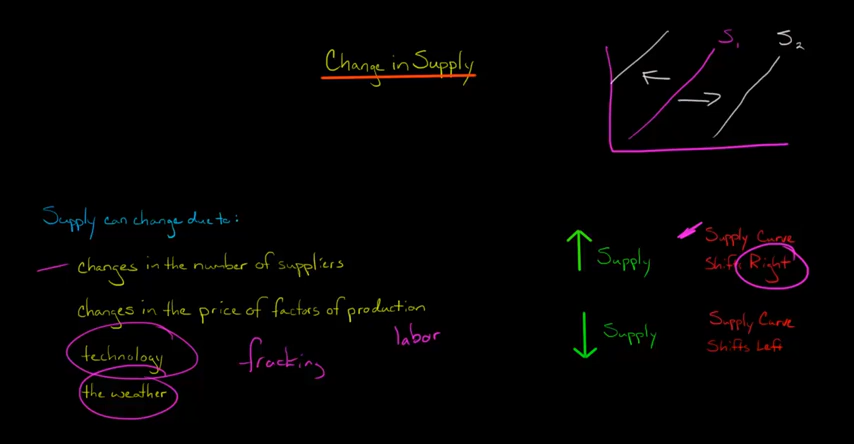 Change in Supply
S1
S2
Supply can change due to:
changes in the number of suppliers
changes in the price of factors of production
labor
technology
fracking
the weather
↑ Supply
Supply Curve
Shifts Right
↓ Supply
Supply Curve
Shifts Left